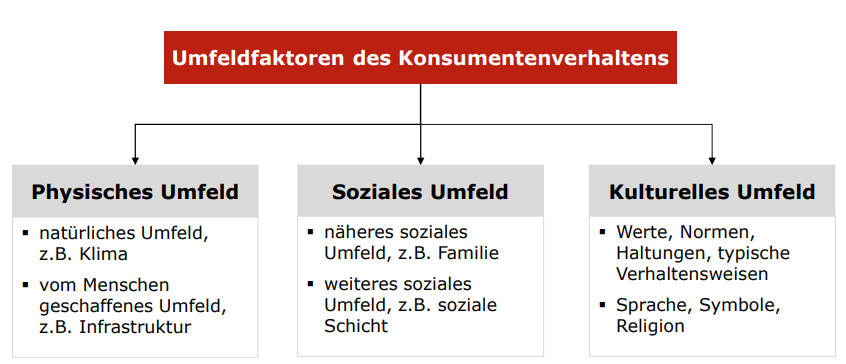 Umfeldfaktoren des Konsumentenverhaltens
Physisches Umfeld
▪ natürliches Umfeld,
z.B. Klima
▪ vom Menschen
geschaffenes Umfeld,
z.B. Infrastruktur
Soziales Umfeld
▪ näheres soziales
Umfeld, z.B. Familie
▪ weiteres soziales
Umfeld, z.B. soziale
Schicht
Kulturelles Umfeld
▪ Werte, Normen,
Haltungen, typische
Verhaltensweisen
▪ Sprache, Symbole,
Religion